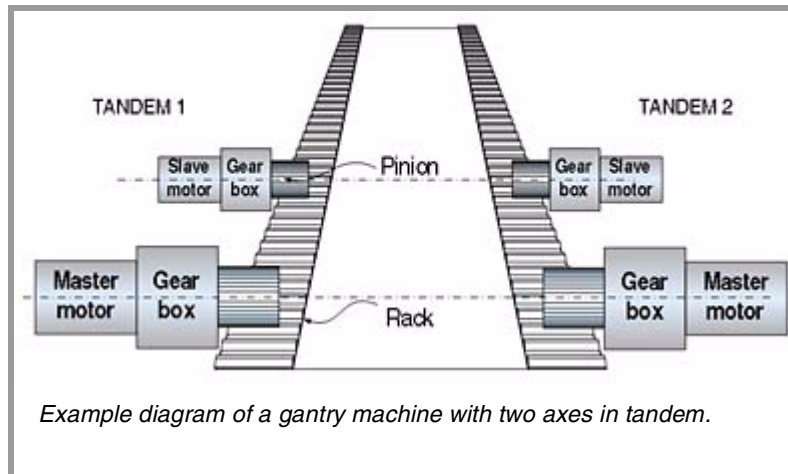 TANDEM 1
TANDEM 2
Slave motor
Gear box
Pinion
Gear box
Slave motor
Master motor
Gear box
Rack
Gear box
Master motor
Example diagram of a gantry machine with two axes in tandem.